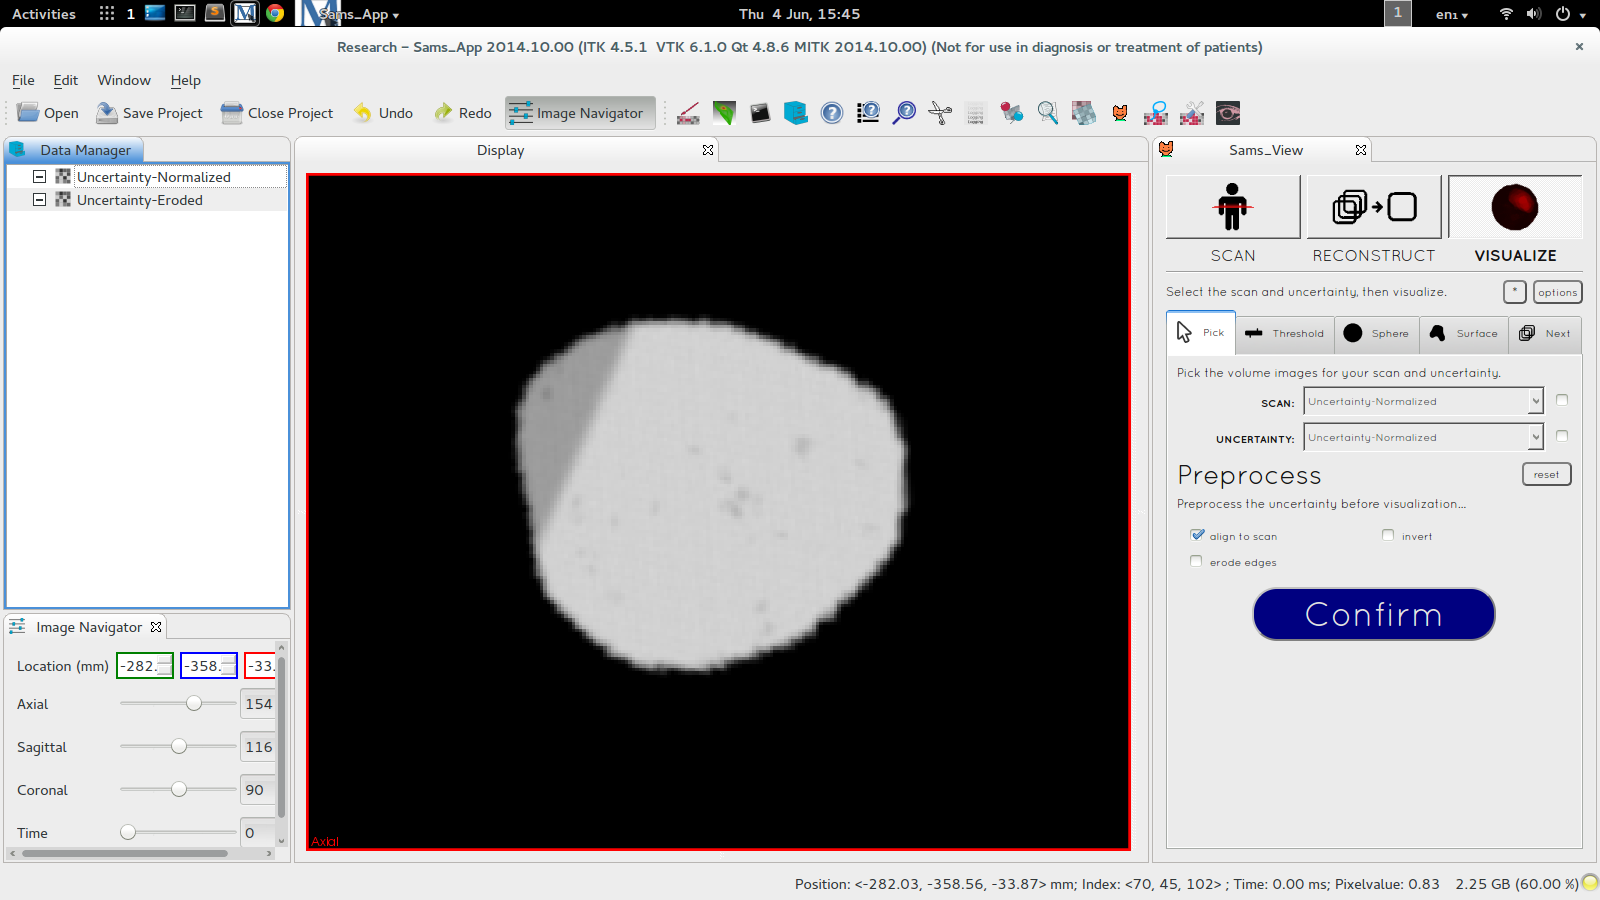 Activities 1 Sams_App Thu 4 Jun, 15:45 1 en₁
Research – Sams_App 2014.10.00 (ITK 4.5.1 VTK 6.1.0 Qt 4.8.6 MITK 2014.10.00) (Not for use in diagnosis or treatment of patients)
File Edit Window Help
Open Save Project Close Project Undo Redo Image Navigator
Data Manager
Uncertainty-Normalized
Uncertainty-Eroded
Image Navigator
Location (mm) -282. -358. -33.
Axial 154
Sagittal 116
Coronal 90
Time 0
Display
Axial
Sams_View
SCAN RECONSTRUCT VISUALIZE
Select the scan and uncertainty, then visualize. * options
Pick Threshold Sphere Surface Next
Pick the volume images for your scan and uncertainty.
SCAN: Uncertainty-Normalized
UNCERTAINTY: Uncertainty-Normalized
Preprocess reset
Preprocess the uncertainty before visualization...
align to scan invert
erode edges
Confirm
Position: <-282.03, -358.56, -33.87> mm; Index: <70, 45, 102> ; Time: 0.00 ms; Pixelvalue: 0.83 2.25 GB (60.00 %)